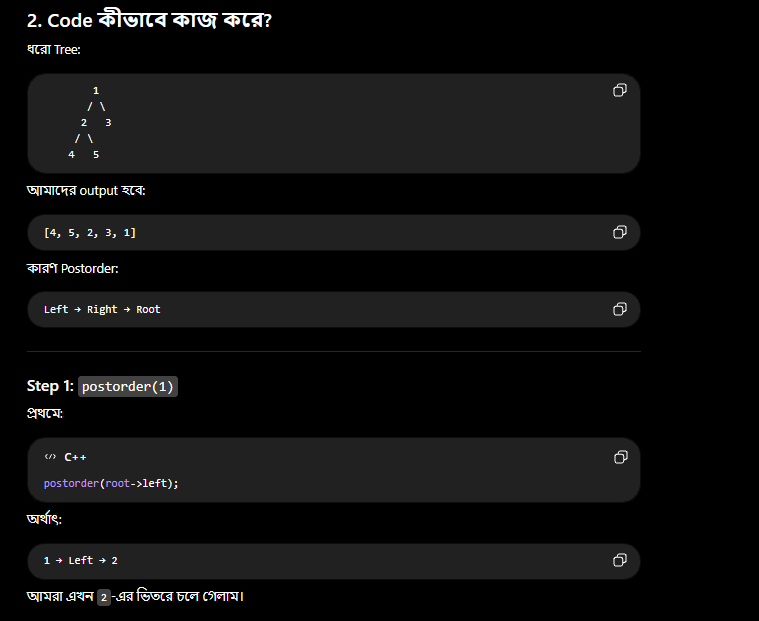 2. Code কীভাবে কাজ করে?
ধরো Tree:
1
/ \
2 3
/ \
4 5
আমাদের output হবে:
[4, 5, 2, 3, 1]
কারণ Postorder:
Left → Right → Root
Step 1: postorder(1)
প্রথমে:
</> C++
postorder(root->left);
অর্থাৎ:
1 → Left → 2
আমরা এখন 2-এর ভিতরে চলে গেলাম।